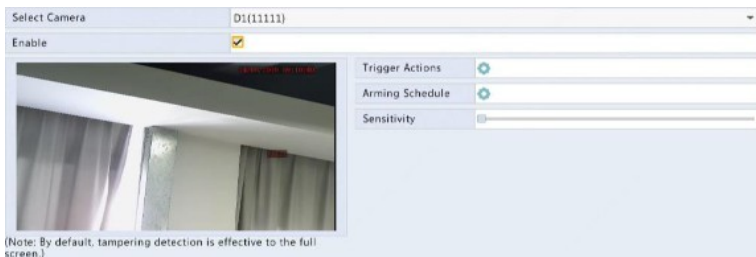 Select Camera D1(11111)
Enable
Trigger Actions
Arming Schedule
Sensitivity
(Note: By default, tampering detection is effective to the full
screen.)